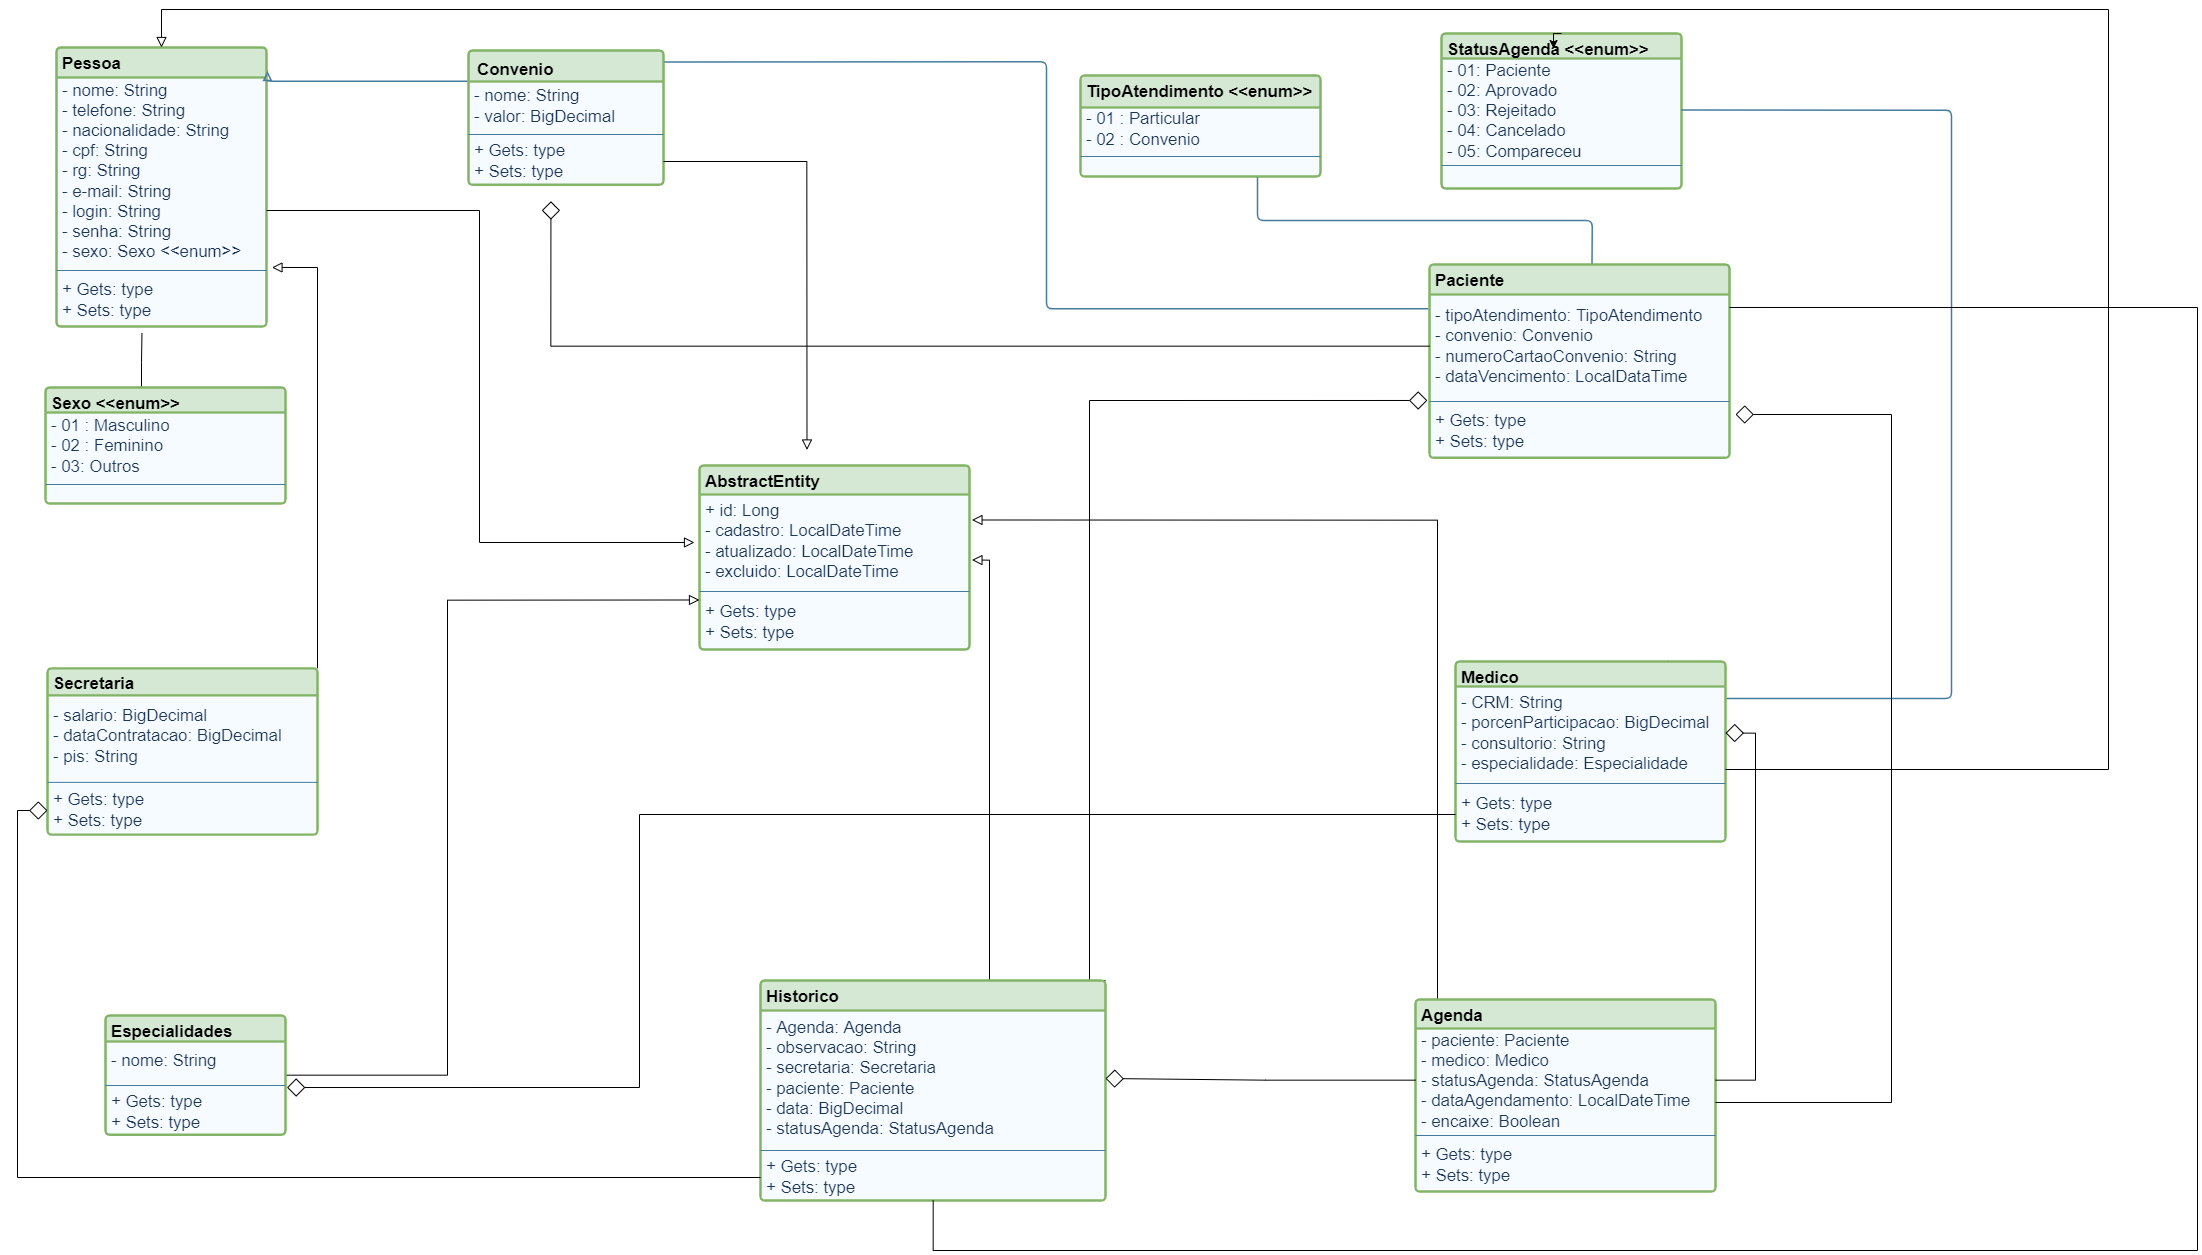 Pessoa
- nome: String
- telefone: String
- nacionalidade: String
- cpf: String
- rg: String
- e-mail: String
- login: String
- senha: String
- sexo: Sexo <<enum>>
+ Gets: type
+ Sets: type
Convenio
- nome: String
- valor: BigDecimal
+ Gets: type
+ Sets: type
TipoAtendimento <<enum>>
- 01 : Particular
- 02 : Convenio
StatusAgenda <<enum>>
- 01: Paciente
- 02: Aprovado
- 03: Rejeitado
- 04: Cancelado
- 05: Compareceu
Paciente
- tipoAtendimento: TipoAtendimento
- convenio: Convenio
- numeroCartaoConvenio: String
- dataVencimento: LocalDataTime
+ Gets: type
+ Sets: type
Sexo <<enum>>
- 01 : Masculino
- 02 : Feminino
- 03: Outros
AbstractEntity
+ id: Long
- cadastro: LocalDateTime
- atualizado: LocalDateTime
- excluido: LocalDateTime
+ Gets: type
+ Sets: type
Secretaria
- salario: BigDecimal
- dataContratacao: BigDecimal
- pis: String
+ Gets: type
+ Sets: type
Medico
- CRM: String
- porcenParticipacao: BigDecimal
- consultorio: String
- especialidade: Especialidade
+ Gets: type
+ Sets: type
Especialidades
- nome: String
+ Gets: type
+ Sets: type
Historico
- Agenda: Agenda
- observacao: String
- secretaria: Secretaria
- paciente: Paciente
- data: BigDecimal
- statusAgenda: StatusAgenda
+ Gets: type
+ Sets: type
Agenda
- paciente: Paciente
- medico: Medico
- statusAgenda: StatusAgenda
- dataAgendamento: LocalDateTime
- encaixe: Boolean
+ Gets: type
+ Sets: type